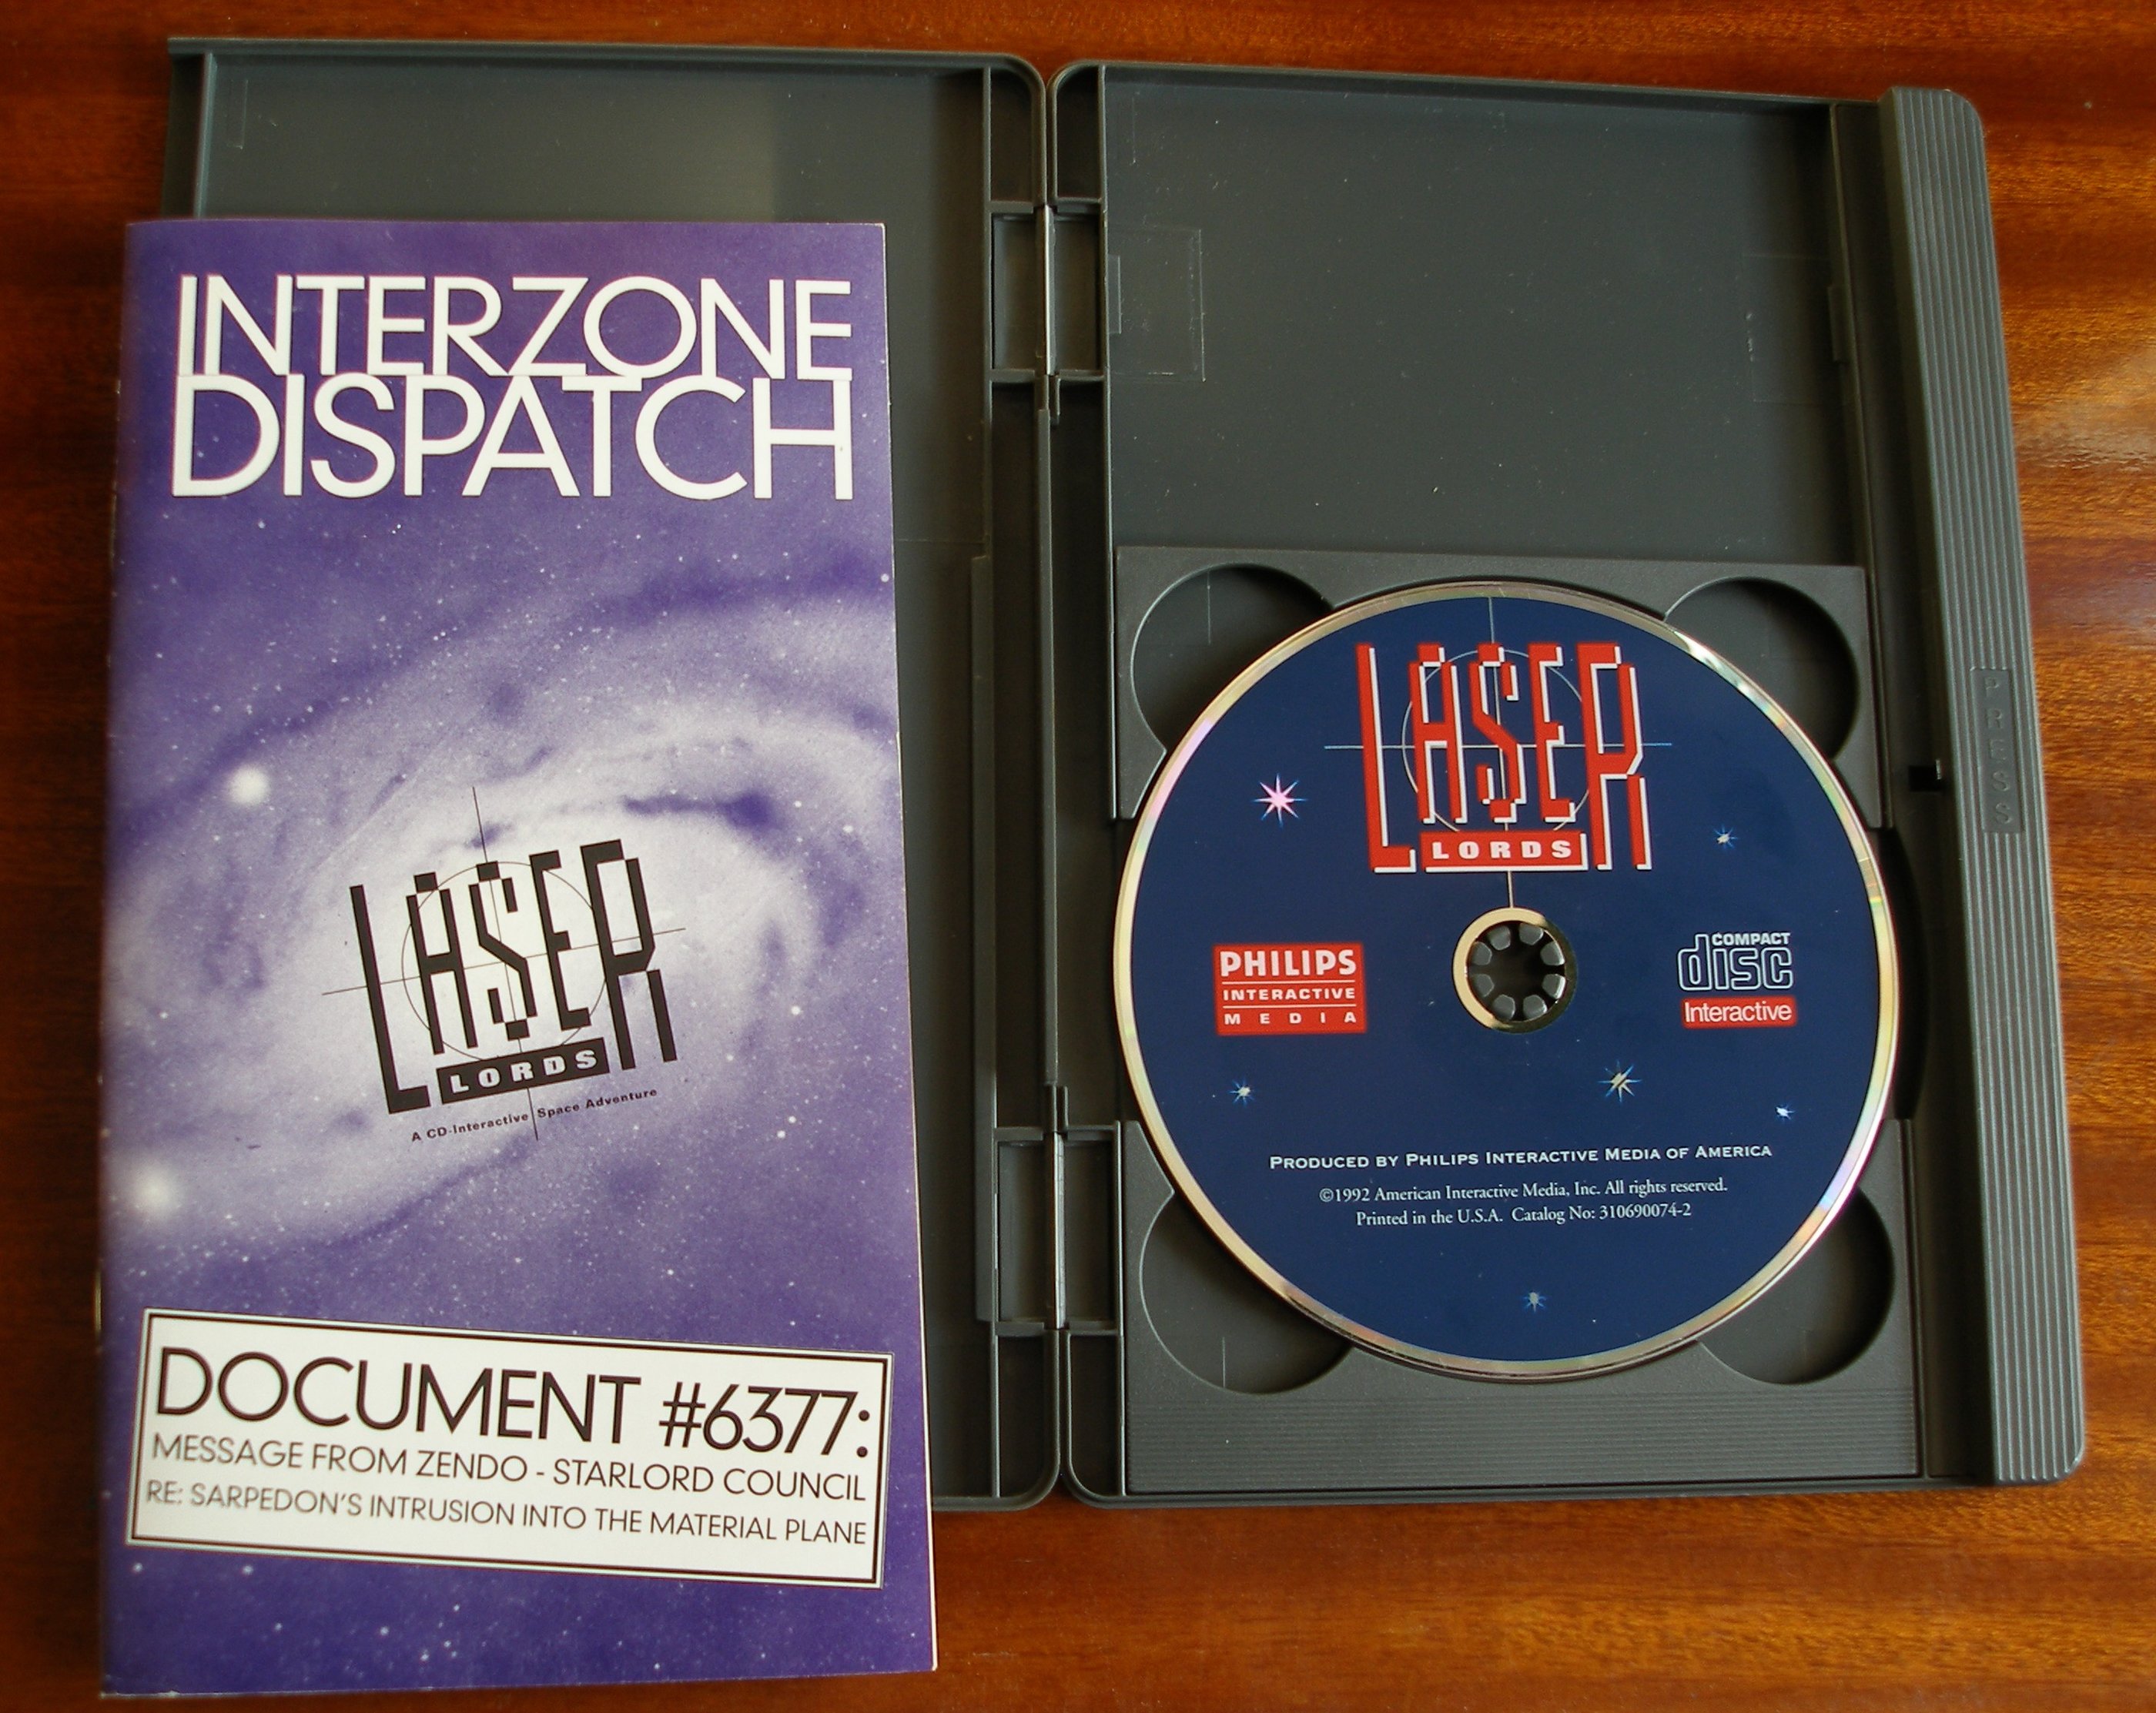 INTERZONE
DISPATCH
LASER
LORDS
A CD-Interactive Space Adventure
DOCUMENT #6377:
MESSAGE FROM ZENDO - STARLORD COUNCIL
RE: SARPEDON'S INTRUSION INTO THE MATERIAL PLANE
LASER
LORDS
PHILIPS
INTERACTIVE
MEDIA
COMPACT
disc
Interactive
PRODUCED BY PHILIPS INTERACTIVE MEDIA OF AMERICA
©1992 American Interactive Media, Inc. All rights reserved.
Printed in the U.S.A. Catalog No: 310690074-2
PRESS